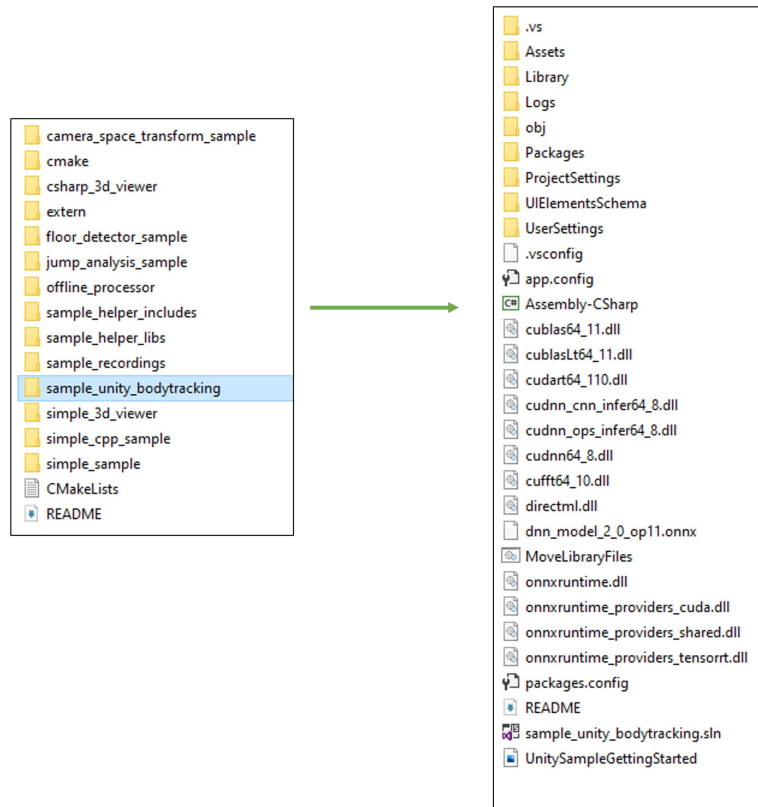 camera_space_transform_sample
cmake
csharp_3d_viewer
extern
floor_detector_sample
jump_analysis_sample
offline_processor
sample_helper_includes
sample_helper_libs
sample_recordings
sample_unity_bodytracking
simple_3d_viewer
simple_cpp_sample
simple_sample
CMakeLists
README
.vs
Assets
Library
Logs
obj
Packages
ProjectSettings
UIElementsSchema
UserSettings
.vsconfig
app.config
C# Assembly-CSharp
cublas64_11.dll
cublasLt64_11.dll
cudart64_110.dll
cudnn_cnn_infer64_8.dll
cudnn_ops_infer64_8.dll
cudnn64_8.dll
cufft64_10.dll
directml.dll
dnn_model_2_0_op11.onnx
MoveLibraryFiles
onnxruntime.dll
onnxruntime_providers_cuda.dll
onnxruntime_providers_shared.dll
onnxruntime_providers_tensorrt.dll
packages.config
README
sample_unity_bodytracking.sln
UnitySampleGettingStarted